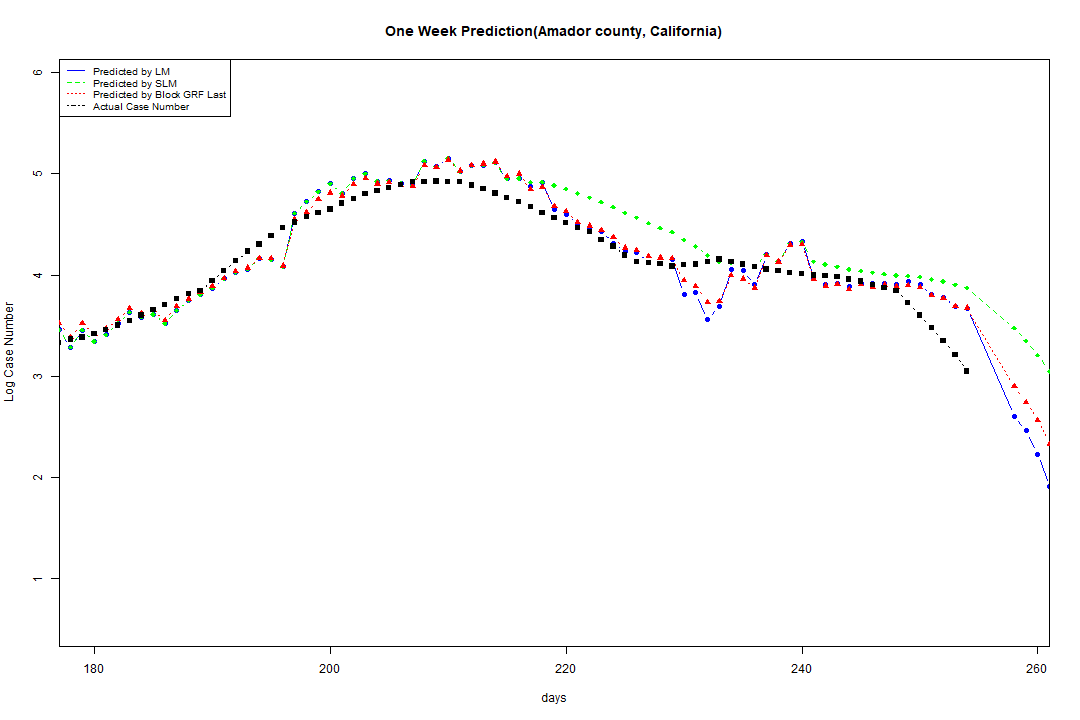 One Week Prediction(Amador county, California)
Predicted by LM
Predicted by SLM
Predicted by Block GRF Last
Actual Case Number
6
5
4
3
2
1
Log Case Number
180 200 220 240 260
days